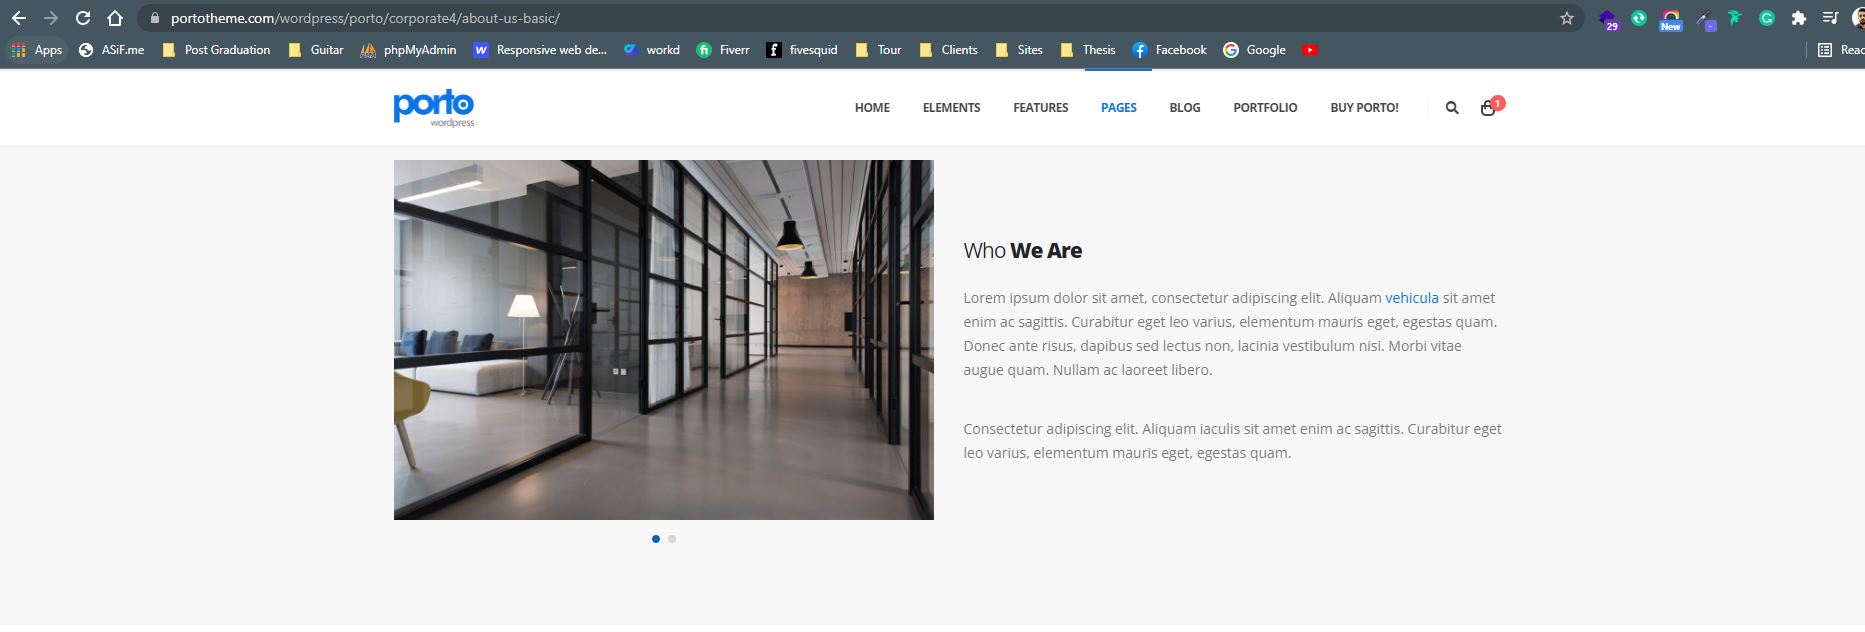 portotheme.com/wordpress/porto/corporate4/about-us-basic/
29
New
Apps ASiF.me Post Graduation Guitar phpMyAdmin Responsive web de... workd Fiverr fivesquid Tour Clients Sites Thesis Facebook Google
porto
wordpress
HOME ELEMENTS FEATURES PAGES BLOG PORTFOLIO BUY PORTO! 1
Who We Are
Lorem ipsum dolor sit amet, consectetur adipiscing elit. Aliquam vehicula sit amet
enim ac sagittis. Curabitur eget leo varius, elementum mauris eget, egestas quam.
Donec ante risus, dapibus sed lectus non, lacinia vestibulum nisi. Morbi vitae
augue quam. Nullam ac laoreet libero.
Consectetur adipiscing elit. Aliquam iaculis sit amet enim ac sagittis. Curabitur eget
leo varius, elementum mauris eget, egestas quam.